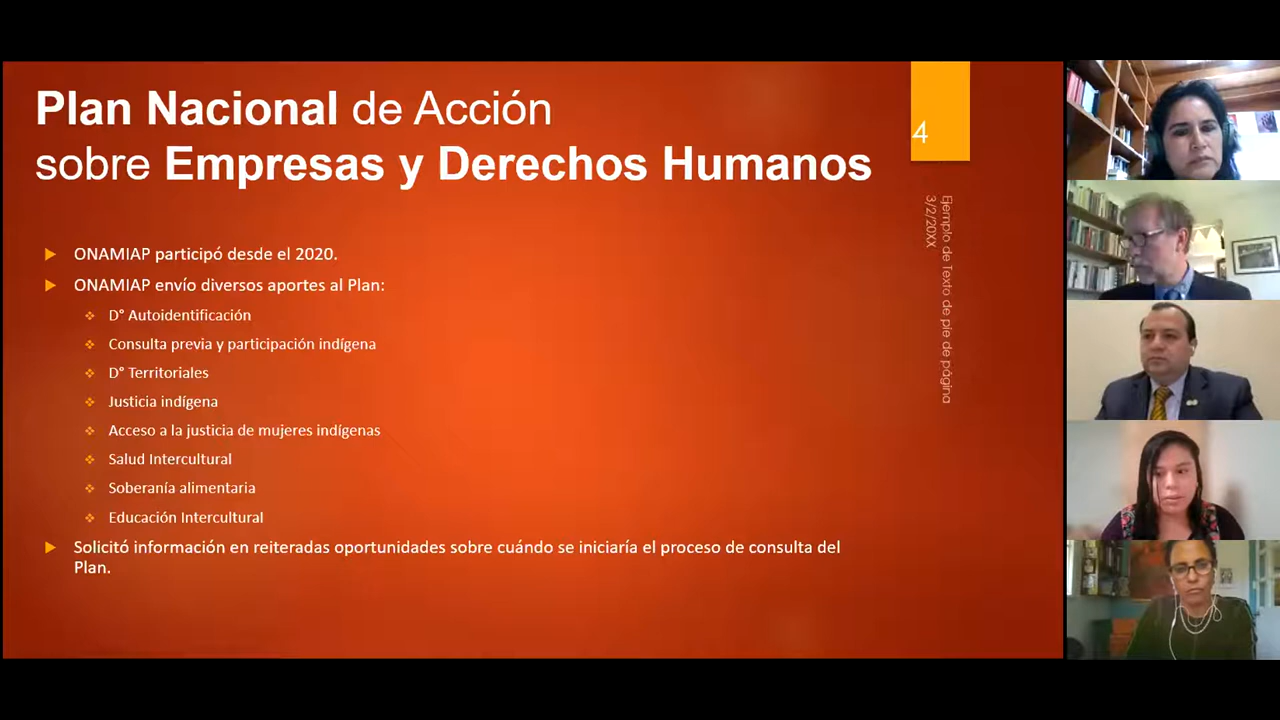 Plan Nacional de Acción
sobre Empresas y Derechos Humanos
4
Ejemplo de Texto de pie de página
3/2/20XX
ONAMIAP participó desde el 2020.
ONAMIAP envío diversos aportes al Plan:
D° Autoidentificación
Consulta previa y participación indígena
D° Territoriales
Justicia indígena
Acceso a la justicia de mujeres indígenas
Salud Intercultural
Soberanía alimentaria
Educación Intercultural
Solicitó información en reiteradas oportunidades sobre cuándo se iniciaría el proceso de consulta del
Plan.